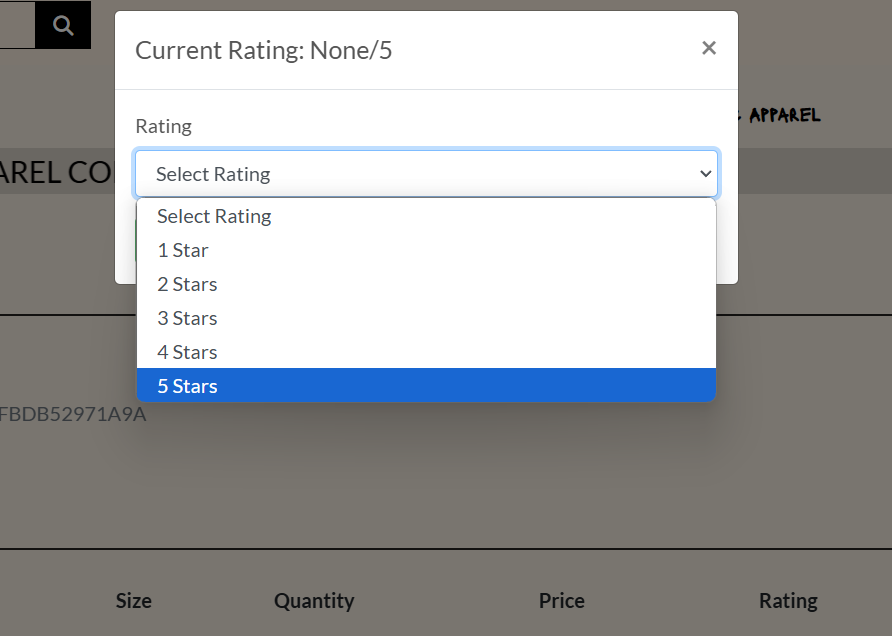 Current Rating: None/5
×
APPAREL
Rating
AREL CO
Select Rating
Select Rating
1 Star
2 Stars
3 Stars
4 Stars
5 Stars
FBDB52971A9A
Size Quantity Price Rating